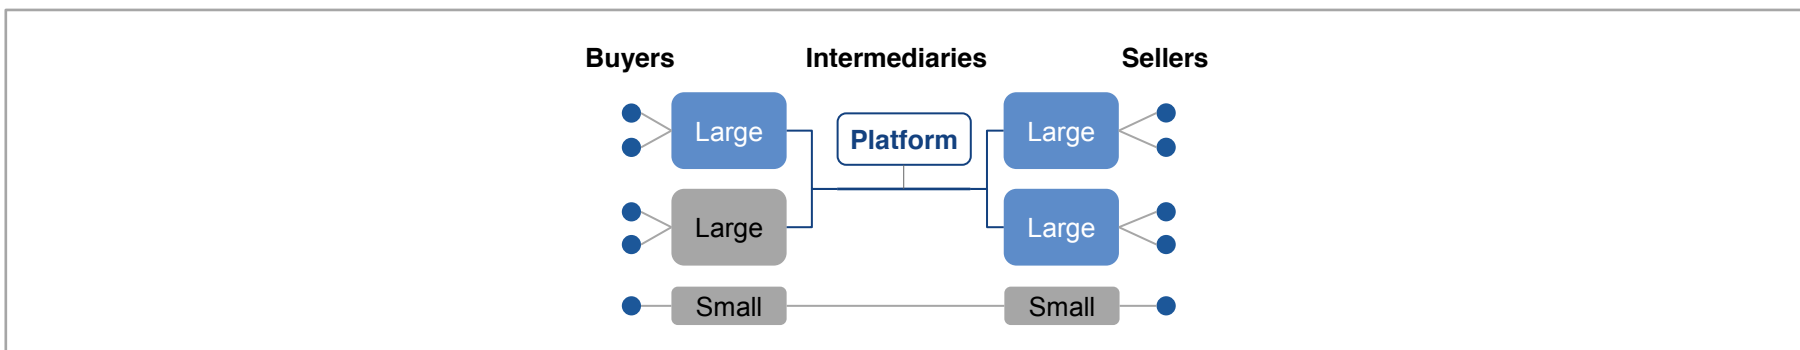 Buyers Intermediaries Sellers
Large Platform Large
Large Large
Small Small